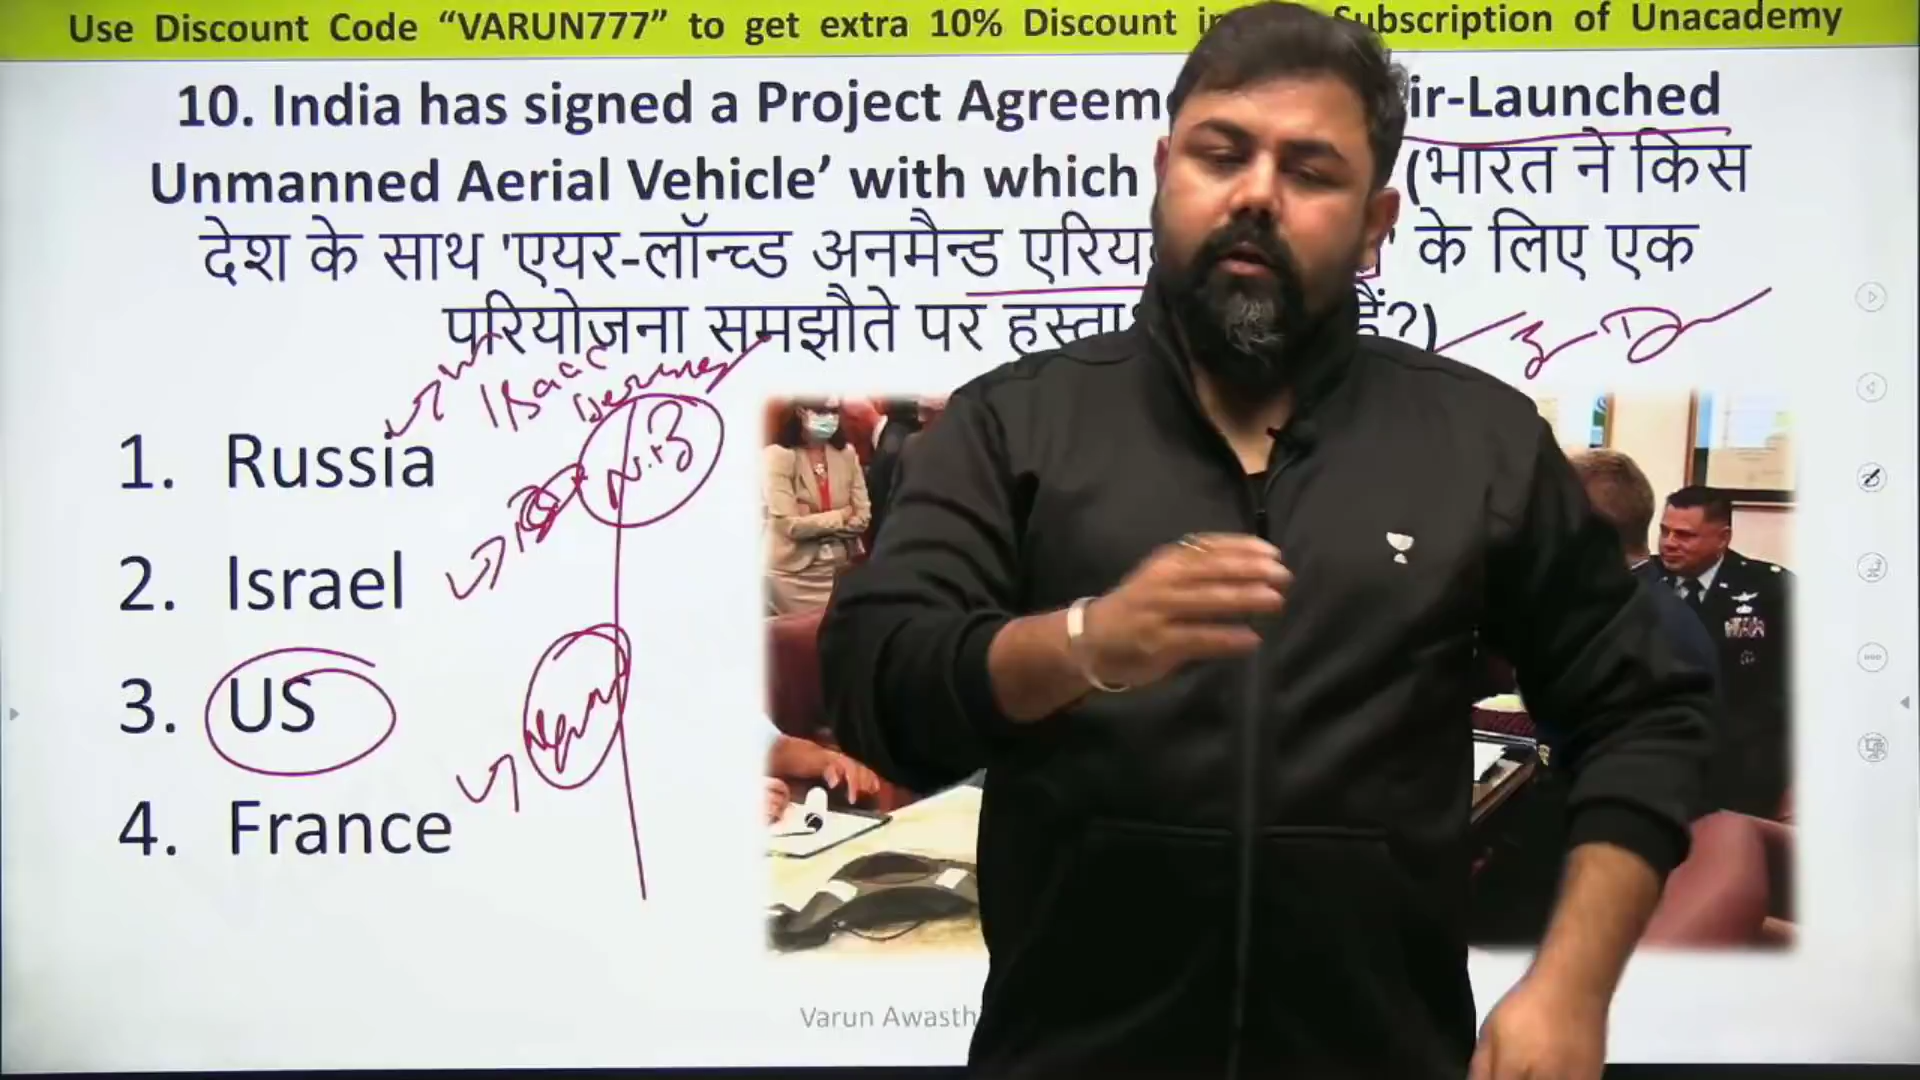 Use Discount Code “VARUN777” to get extra 10% Discount in Subscription of Unacademy
10. India has signed a Project Agreem ir-Launched
Unmanned Aerial Vehicle’ with which (भारत ने किस
देश के साथ 'एयर-लॉन्च्ड अनमैन्ड एरिय ' के लिए एक
परियोजना समझौते पर हस्ता हैं?)
1. Russia
2. Israel
3. US
4. France
Varun Awasth